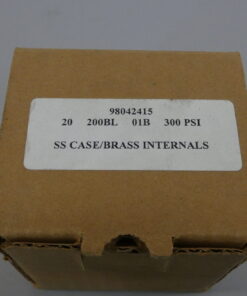 98042415
20 200BL 01B 300 PSI
SS CASE/BRASS INTERNALS